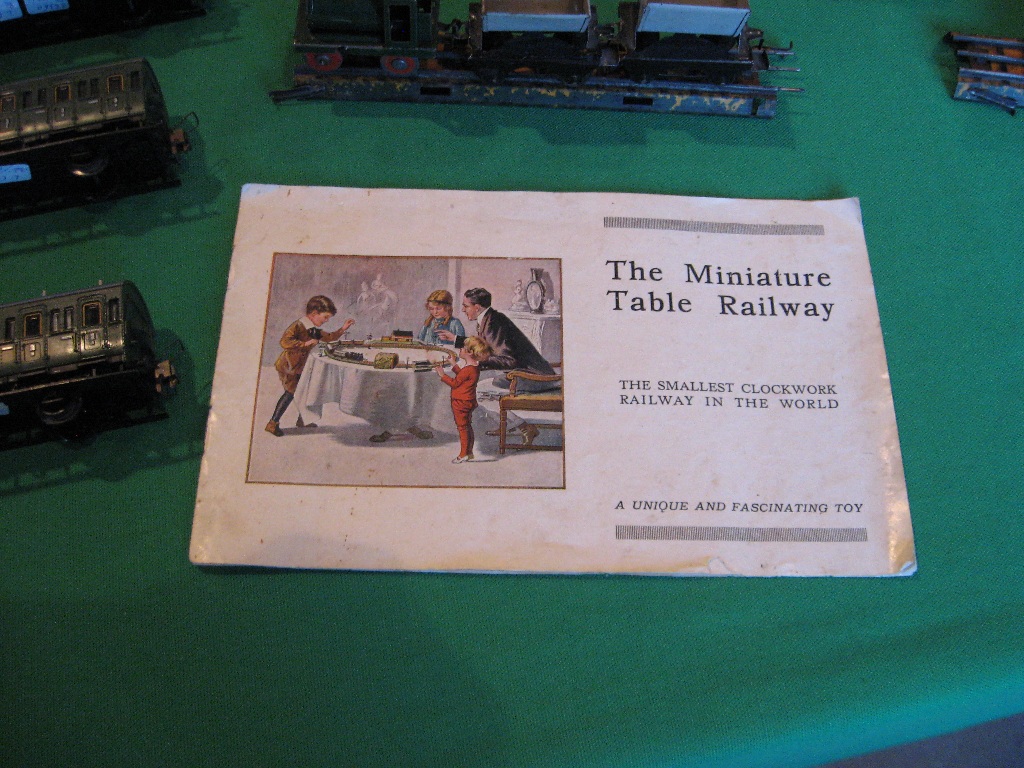 The Miniature
Table Railway
THE SMALLEST CLOCKWORK
RAILWAY IN THE WORLD
A UNIQUE AND FASCINATING TOY